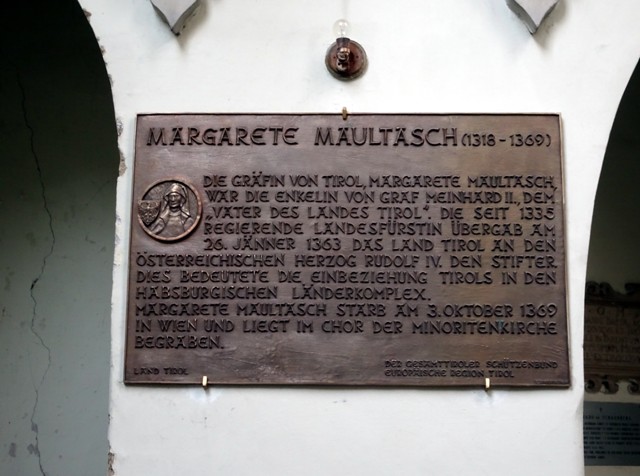 MARGARETE MAULTASCH (1318-1369)
DIE GRÄFIN VON TIROL, MARGARETE MAULTASCH,
WAR DIE ENKELIN VON GRAF MEINHARD II., DEM
„VATER DES LANDES TIROL“. DIE SEIT 1335
REGIERENDE LANDESFÜRSTIN ÜBERGAB AM
26. JÄNNER 1363 DAS LAND TIROL AN DEN
ÖSTERREICHISCHEN HERZOG RUDOLF IV. DEN STIFTER.
DIES BEDEUTETE DIE EINBEZIEHUNG TIROLS IN DEN
HABSBURGISCHEN LÄNDERKOMPLEX.
MARGARETE MAULTASCH STARB AM 3. OKTOBER 1369
IN WIEN UND LIEGT IM CHOR DER MINORITENKIRCHE
BEGRABEN.
LAND TIROL
DER GESAMTTIROLER SCHÜTZENBUND
EUROPÄISCHE REGION TIROL